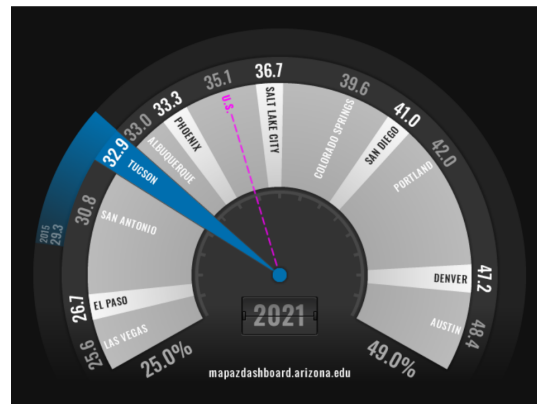 36.7
SALT LAKE CITY
35.1
U.S.
39.6
COLORADO SPRINGS
33.3
PHOENIX
41.0
SAN DIEGO
33.0
ALBUQUERQUE
42.0
PORTLAND
32.9
TUCSON
30.8
SAN ANTONIO
2015
29.3
47.2
DENVER
26.7
EL PASO
48.4
AUSTIN
25.6
LAS VEGAS
2021
25.0%
49.0%
mapazdashboard.arizona.edu